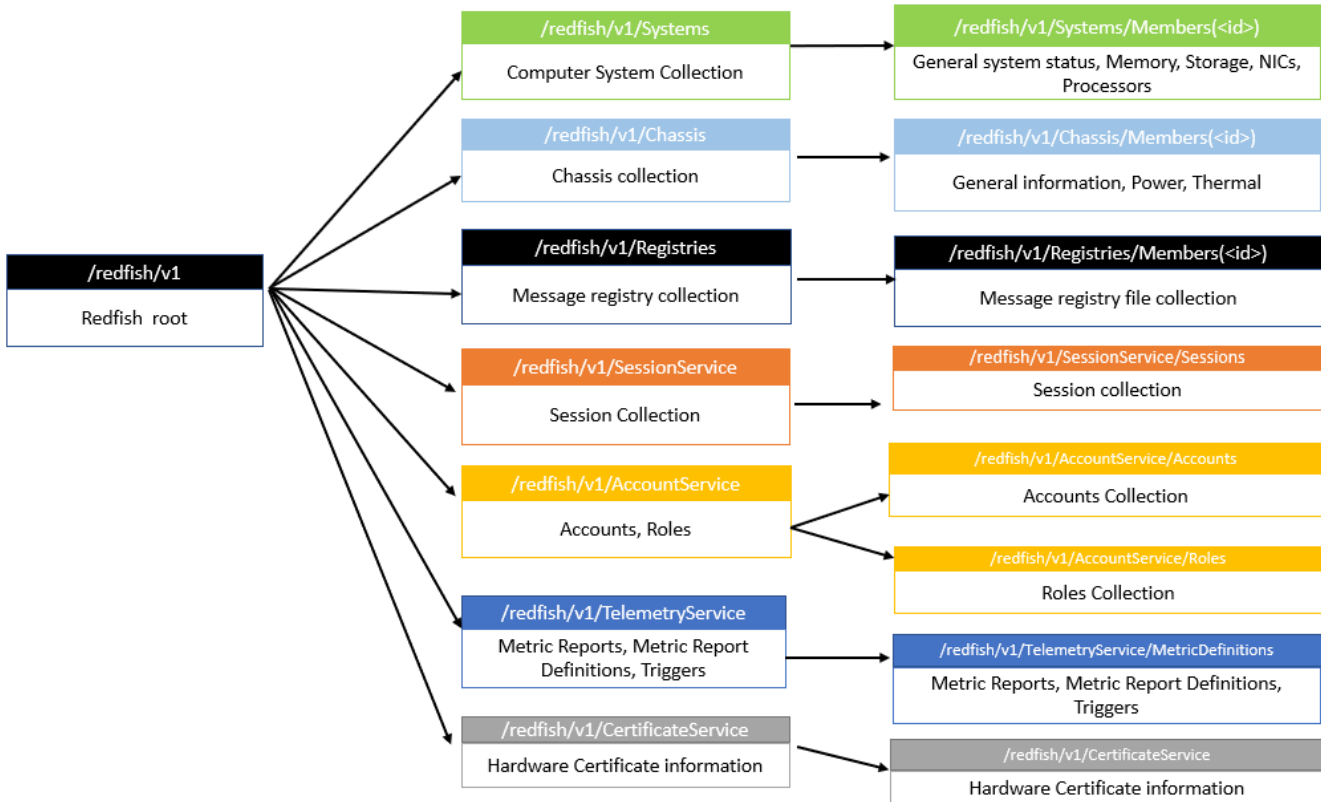 /redfish/v1/Systems
Computer System Collection
/redfish/v1/Systems/Members(<id>)
General system status, Memory, Storage, NICs,
Processors
/redfish/v1/Chassis
Chassis collection
/redfish/v1/Chassis/Members(<id>)
General information, Power, Thermal
/redfish/v1
Redfish root
/redfish/v1/Registries
Message registry collection
/redfish/v1/Registries/Members(<id>)
Message registry file collection
/redfish/v1/SessionService
Session Collection
/redfish/v1/SessionService/Sessions
Session collection
/redfish/v1/AccountService
Accounts, Roles
/redfish/v1/AccountService/Accounts
Accounts Collection
/redfish/v1/AccountService/Roles
Roles Collection
/redfish/v1/TelemetryService
Metric Reports, Metric Report
Definitions, Triggers
/redfish/v1/TelemetryService/MetricDefinitions
Metric Reports, Metric Report Definitions,
Triggers
/redfish/v1/CertificateService
Hardware Certificate information
/redfish/v1/CertificateService
Hardware Certificate information